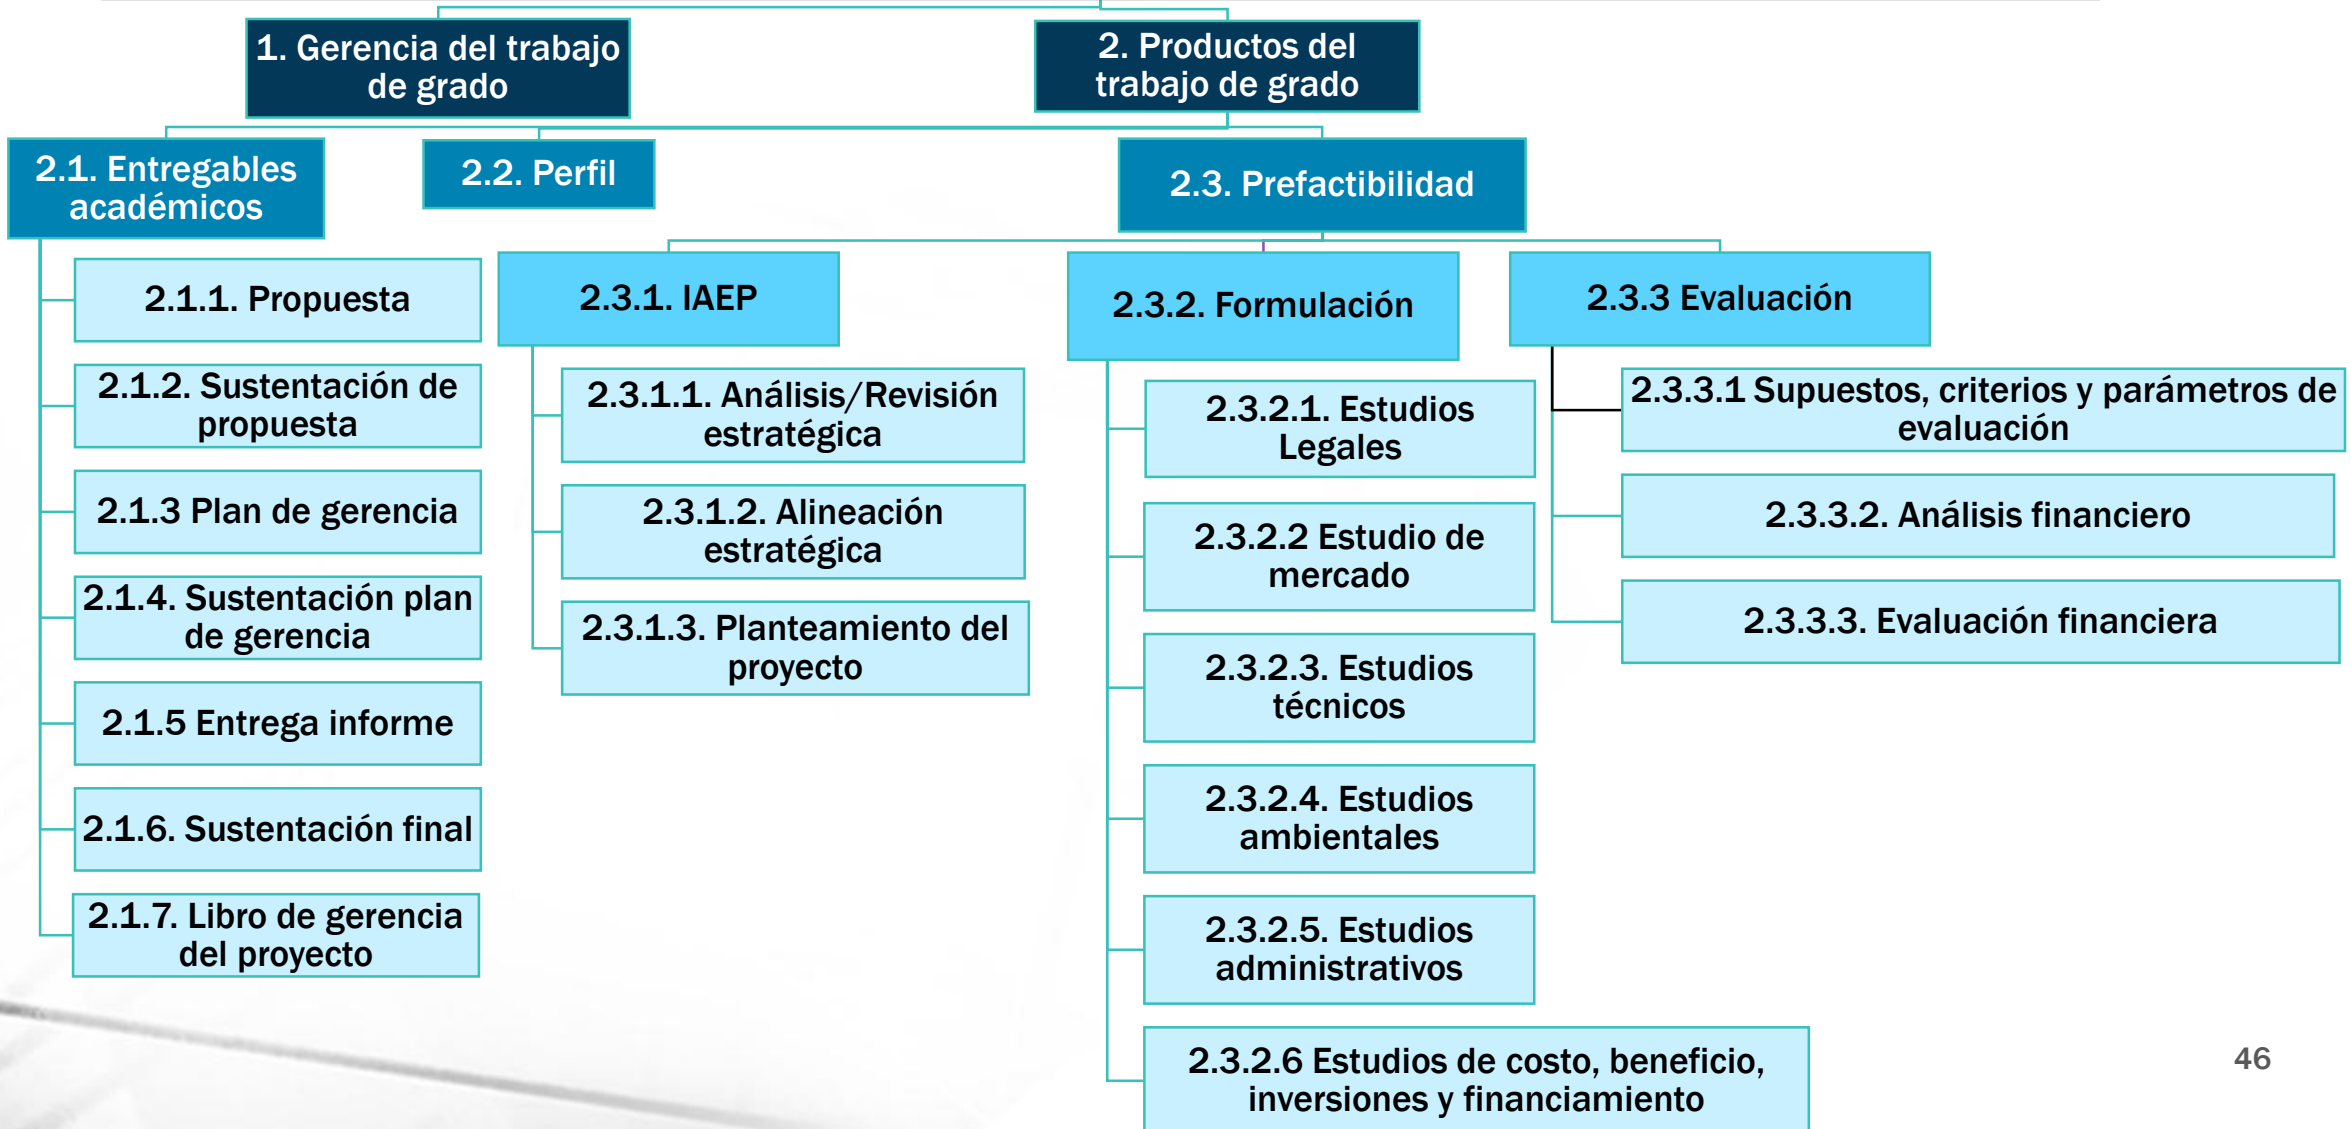 1. Gerencia del trabajo
de grado
2. Productos del
trabajo de grado
2.1. Entregables
académicos
2.2. Perfil
2.3. Prefactibilidad
2.1.1. Propuesta
2.1.2. Sustentación de
propuesta
2.1.3 Plan de gerencia
2.1.4. Sustentación plan
de gerencia
2.1.5 Entrega informe
2.1.6. Sustentación final
2.1.7. Libro de gerencia
del proyecto
2.3.1. IAEP
2.3.1.1. Análisis/Revisión
estratégica
2.3.1.2. Alineación
estratégica
2.3.1.3. Planteamiento del
proyecto
2.3.2. Formulación
2.3.2.1. Estudios
Legales
2.3.2.2 Estudio de
mercado
2.3.2.3. Estudios
técnicos
2.3.2.4. Estudios
ambientales
2.3.2.5. Estudios
administrativos
2.3.2.6 Estudios de costo, beneficio,
inversiones y financiamiento
2.3.3 Evaluación
2.3.3.1 Supuestos, criterios y parámetros de
evaluación
2.3.3.2. Análisis financiero
2.3.3.3. Evaluación financiera
46